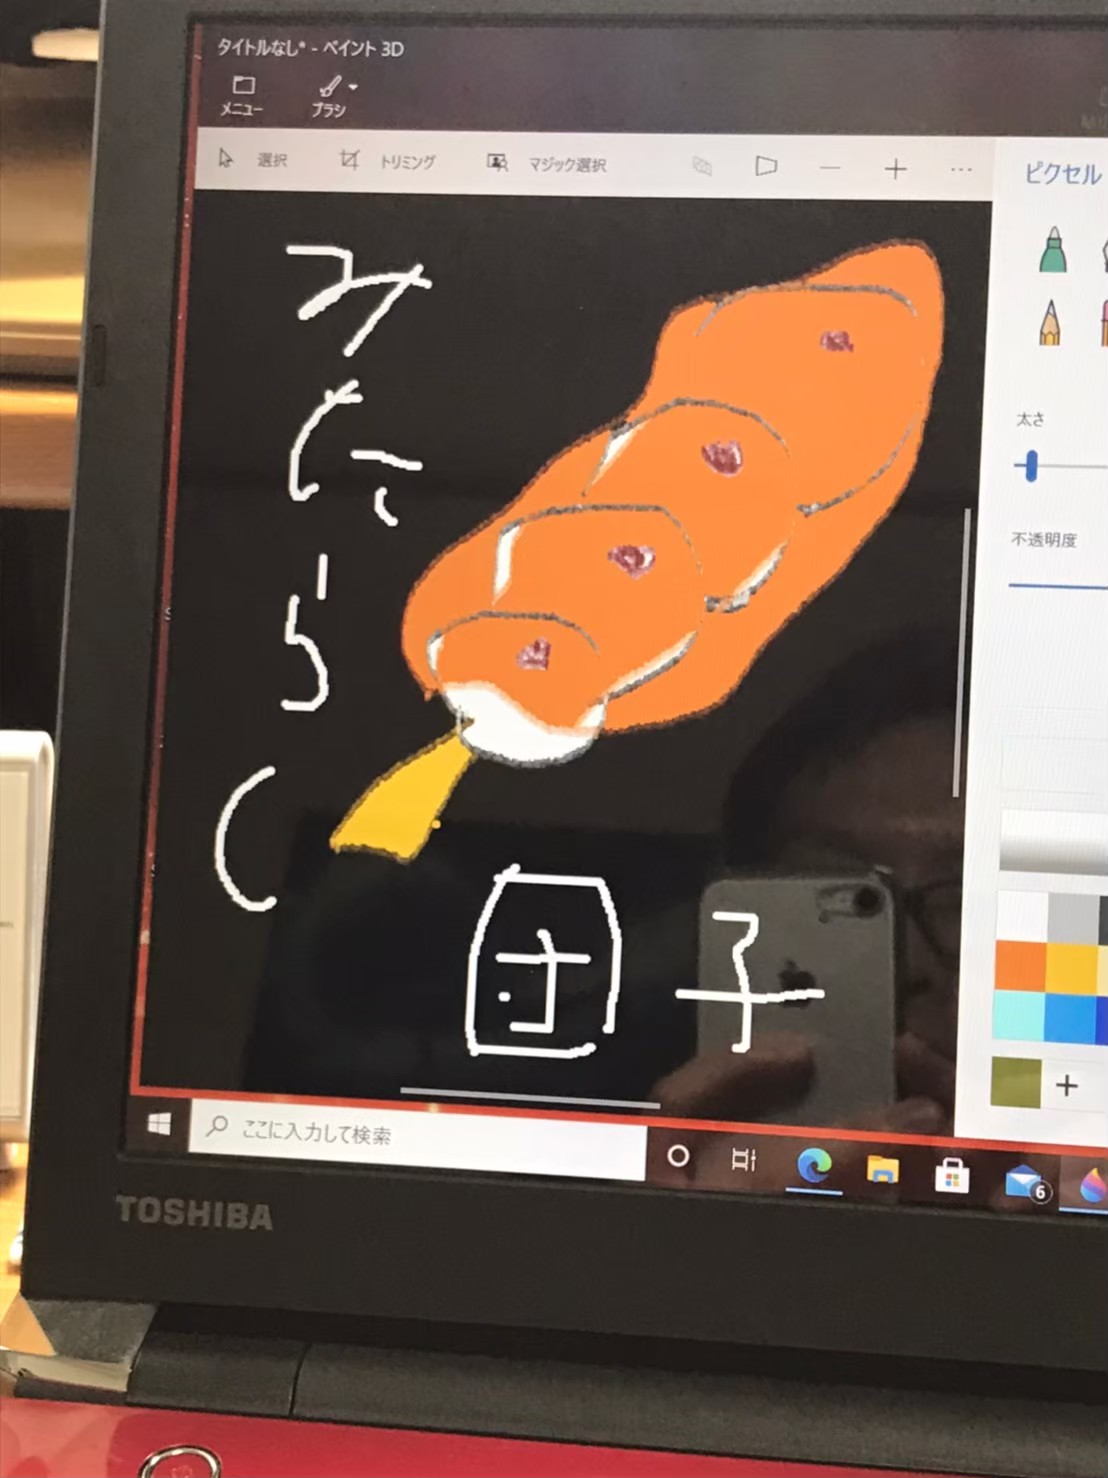 タイトルなし* - ペイント 3D
メニュー
ブラシ
選択
トリミング
マジック選択
ピクセル
太さ
不透明度
みたらし
団子
ここに入力して検索
6
TOSHIBA